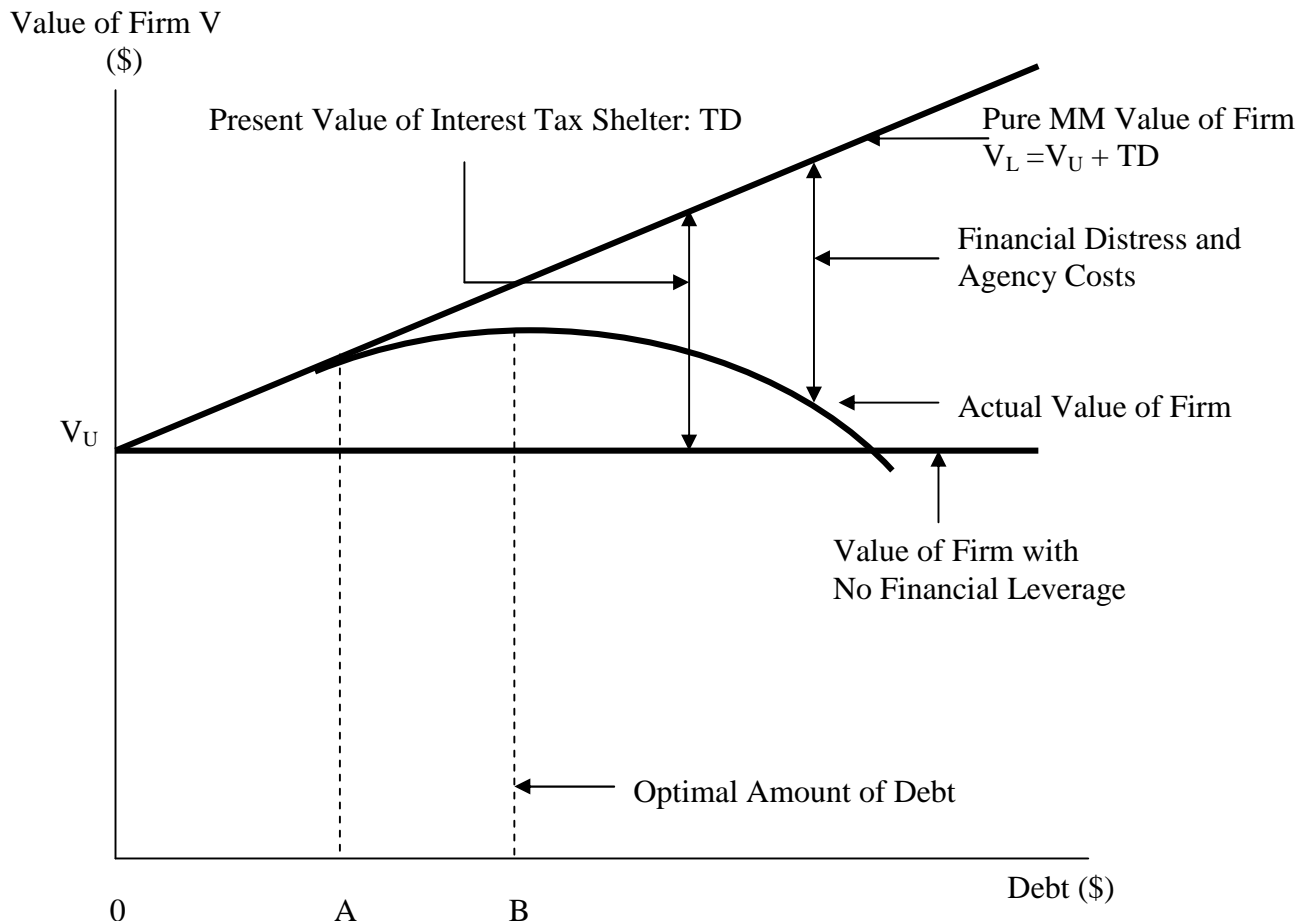 Value of Firm V
($)
Present Value of Interest Tax Shelter: TD
Pure MM Value of Firm
V_L =V_U + TD
Financial Distress and
Agency Costs
Actual Value of Firm
V_U
Value of Firm with
No Financial Leverage
Optimal Amount of Debt
Debt ($)
0 A B